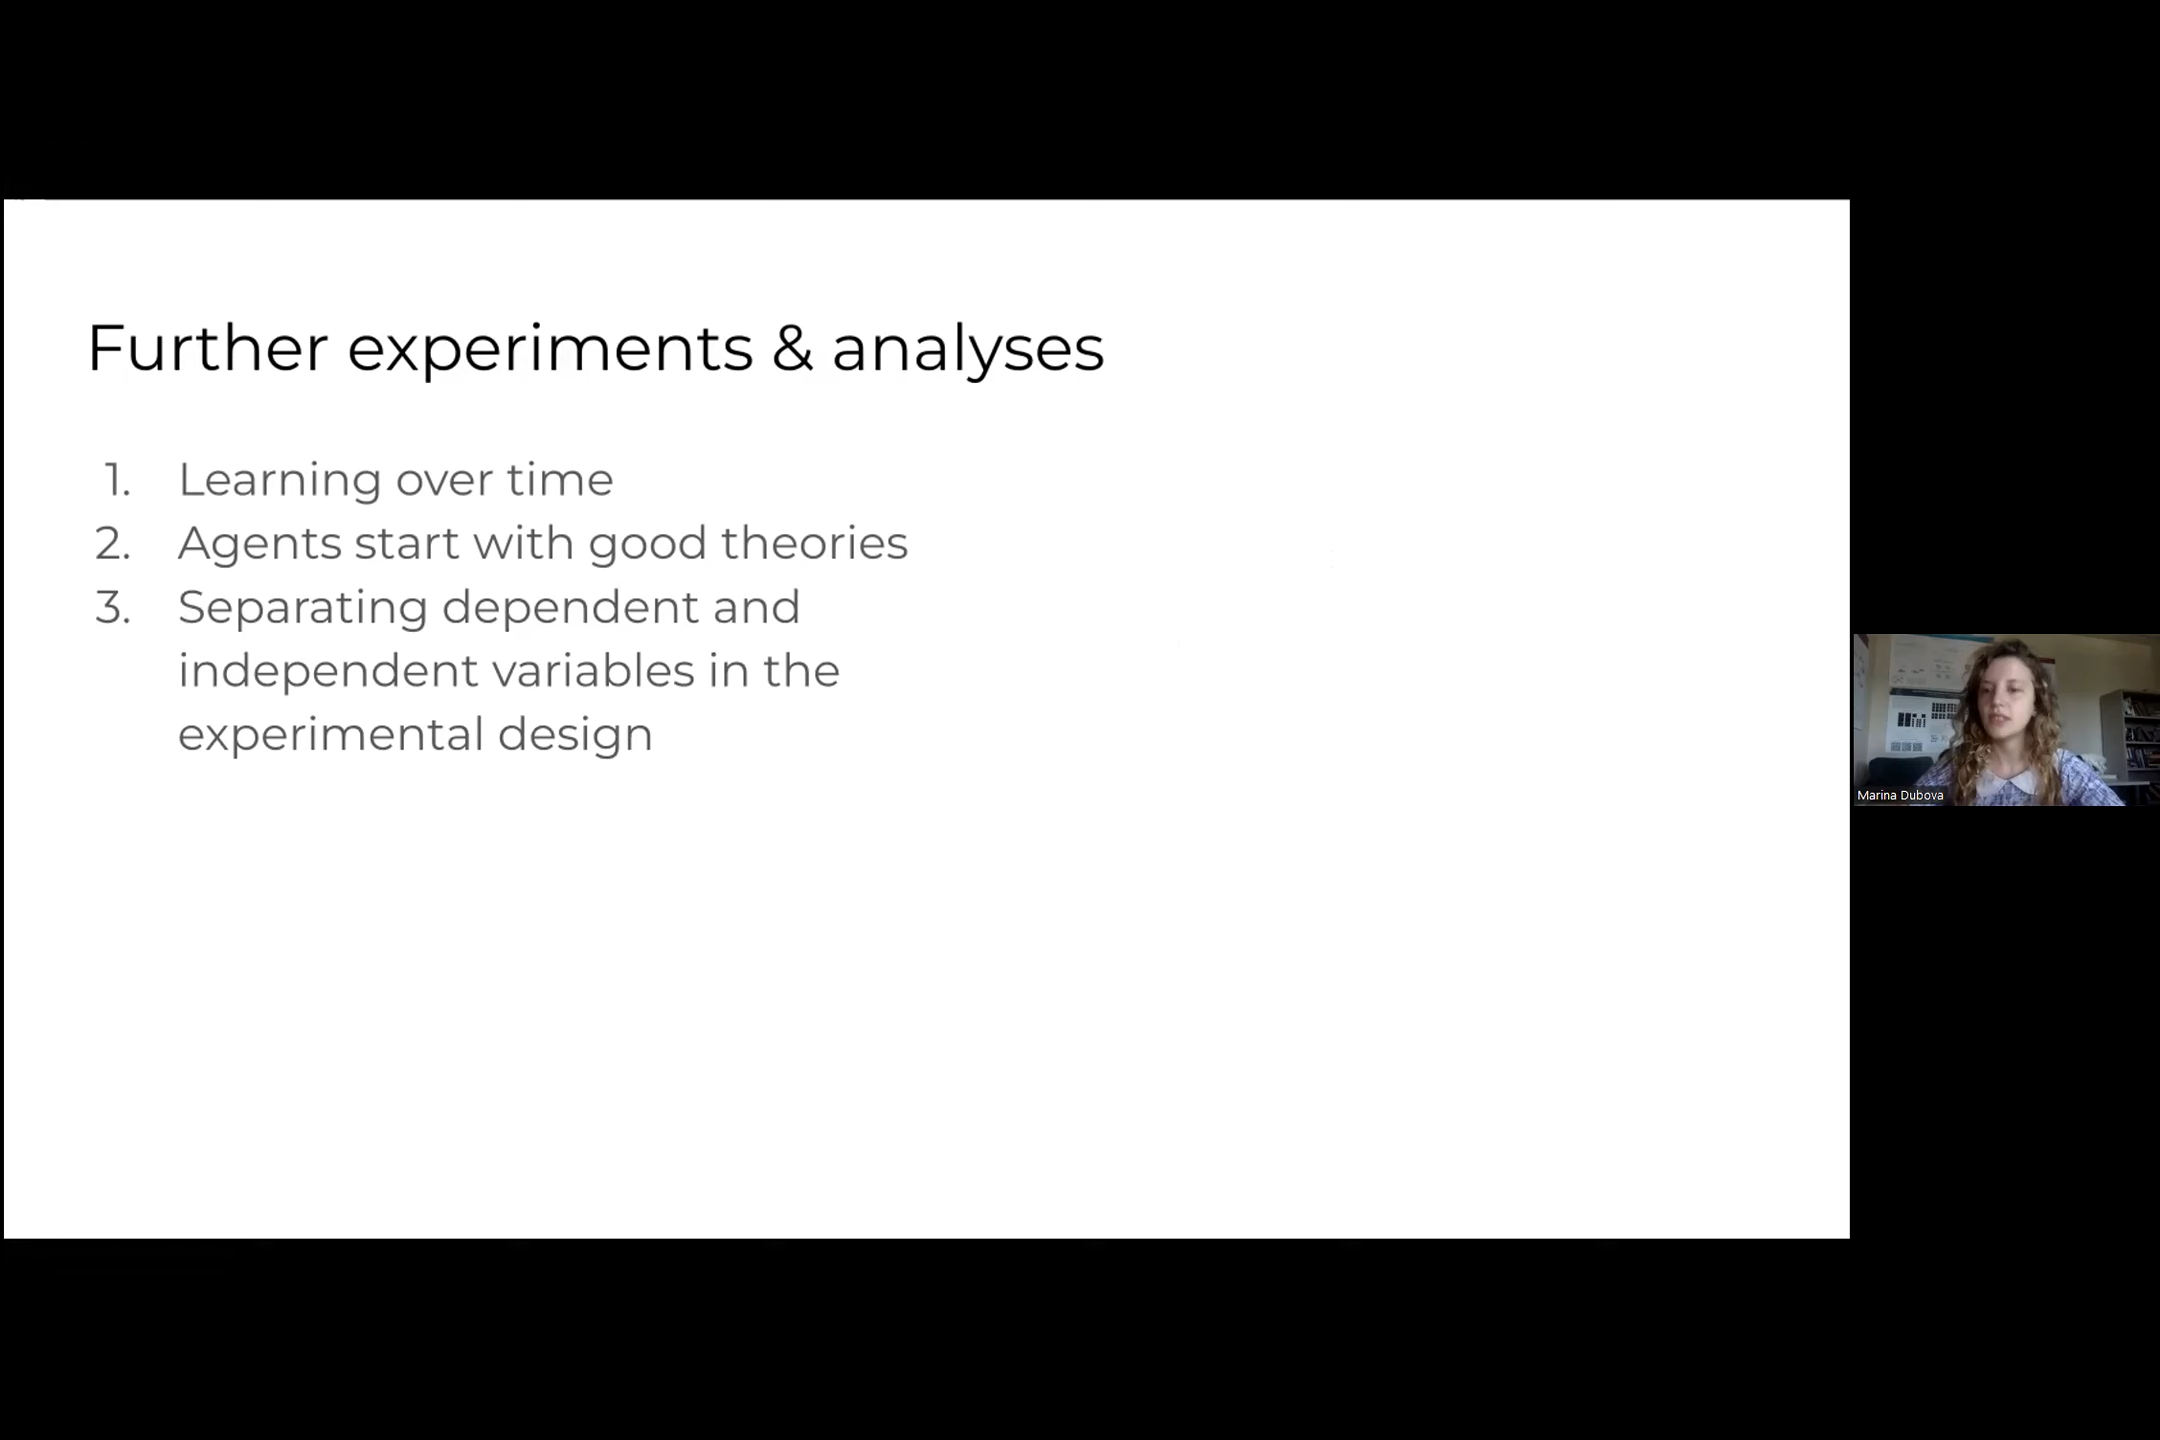 Further experiments & analyses
1. Learning over time
2. Agents start with good theories
3. Separating dependent and
independent variables in the
experimental design
Marina Dubova